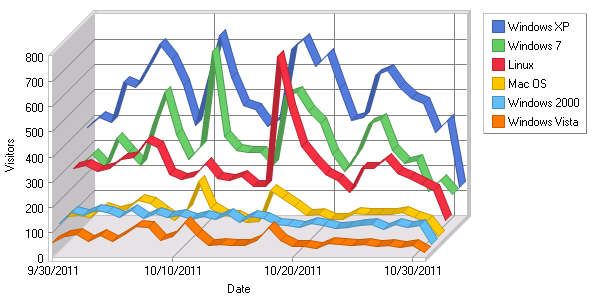 Windows XP
Windows 7
Linux
Mac OS
Windows 2000
Windows Vista
800
700
600
500
400
300
200
100
0
Visitors
9/30/2011
10/10/2011
10/20/2011
10/30/2011
Date